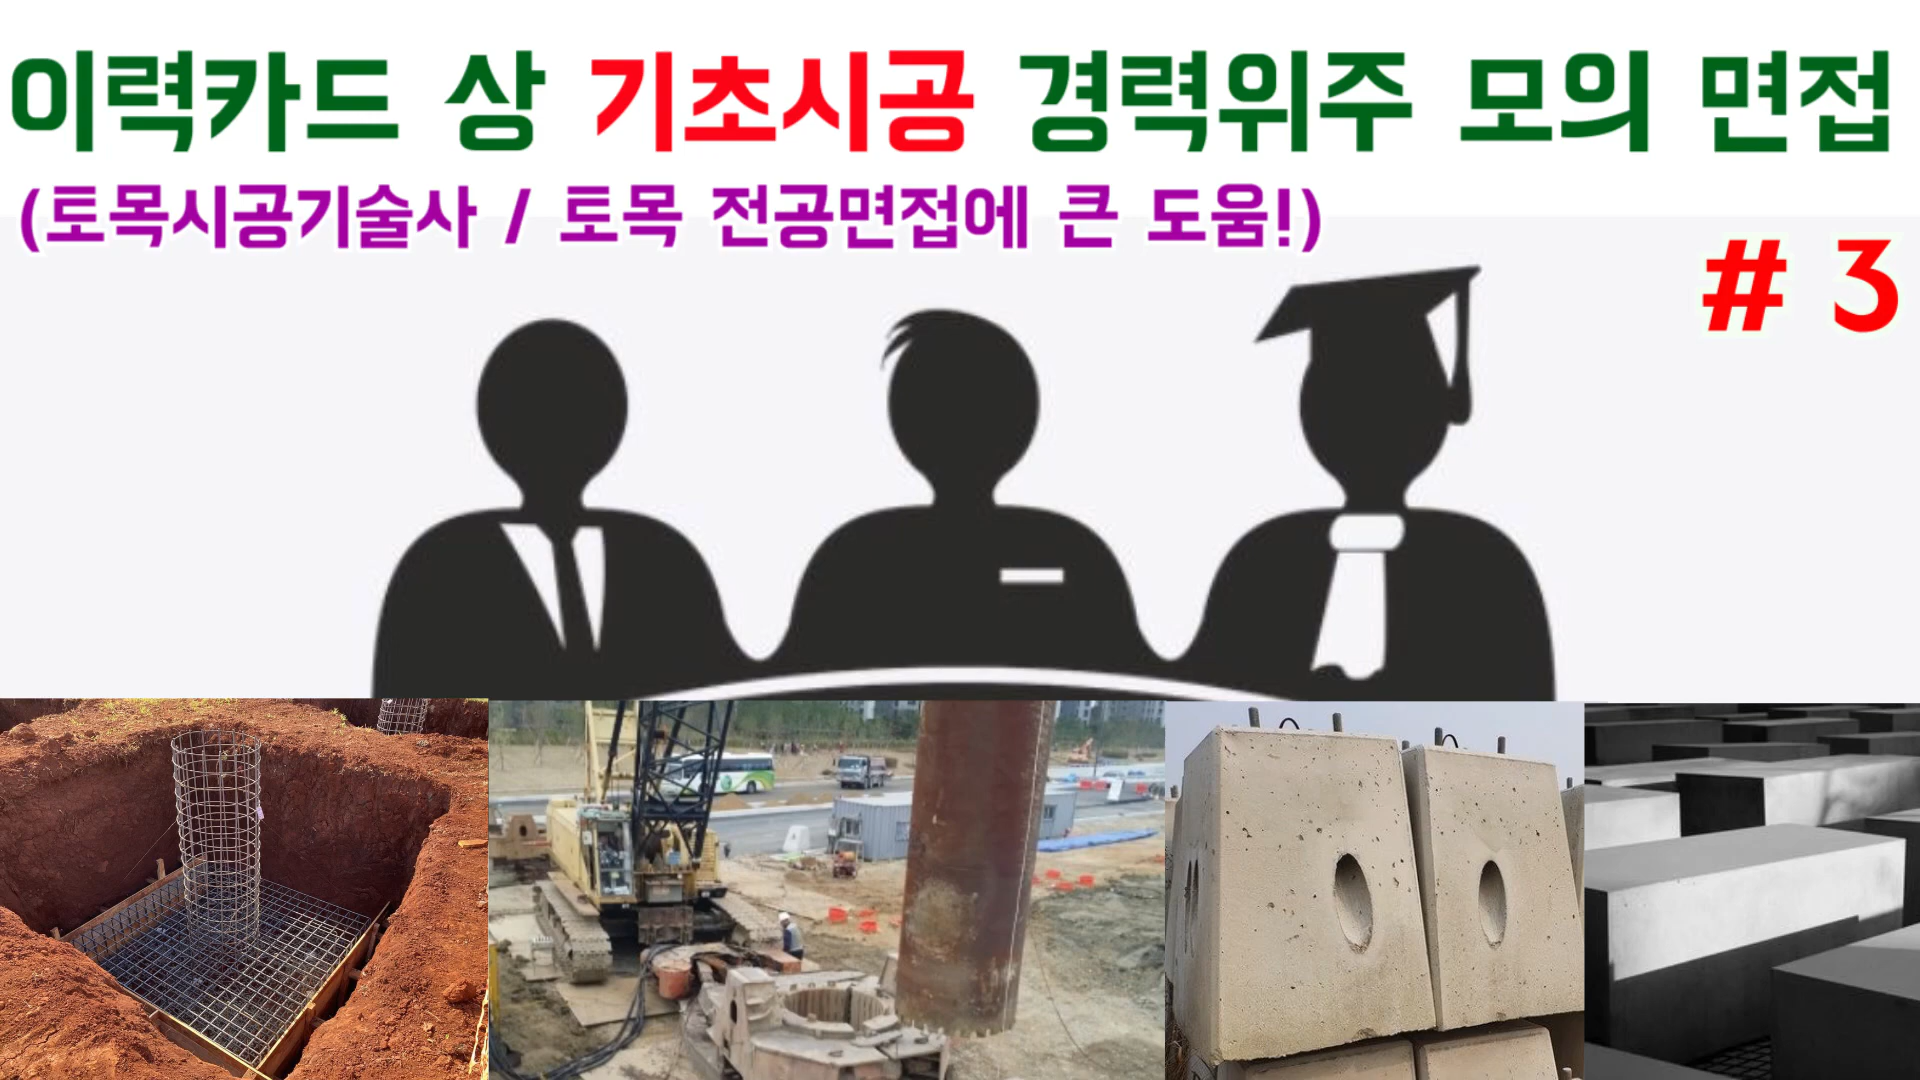 이력카드 상 기초시공 경력위주 모의 면접
(토목시공기술사 / 토목 전공면접에 큰 도움!)
# 3